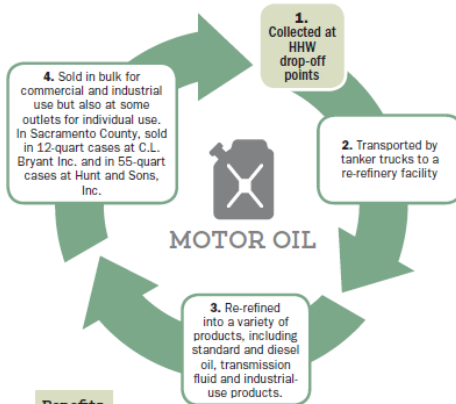 1.
Collected at
HHW
drop-off
points
2. Transported by
tanker trucks to a
re-refinery facility
3. Re-refined
into a variety of
products, including
standard and diesel
oil, transmission
fluid and industrial-
use products.
4. Sold in bulk for
commercial and industrial
use but also at some
outlets for individual use.
In Sacramento County, sold
in 12-quart cases at C.L.
Bryant Inc. and in 55-quart
cases at Hunt and Sons,
Inc.
MOTOR OIL
Benefits